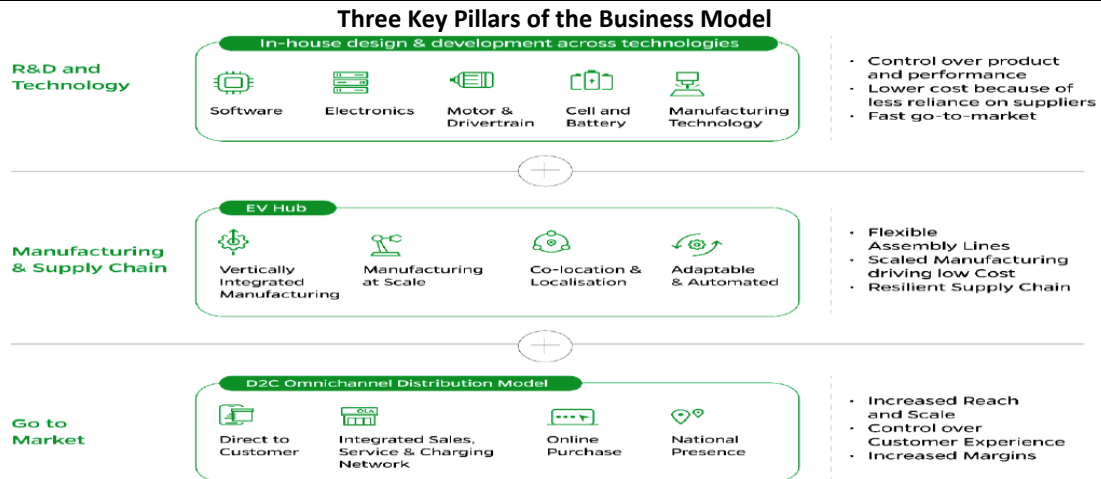 Three Key Pillars of the Business Model
R&D and
Technology
In-house design & development across technologies
Software
Electronics
Motor &
Drivertrain
Cell and
Battery
Manufacturing
Technology
· Control over product
and performance
· Lower cost because of
less reliance on suppliers
· Fast go-to-market
Manufacturing
& Supply Chain
EV Hub
Vertically
Integrated
Manufacturing
Manufacturing
at Scale
Co-location &
Localisation
Adaptable
& Automated
· Flexible
Assembly Lines
· Scaled Manufacturing
driving low Cost
· Resilient Supply Chain
Go to
Market
D2C Omnichannel Distribution Model
Direct to
Customer
OLA
Integrated Sales,
Service & Charging
Network
Online
Purchase
National
Presence
· Increased Reach
and Scale
· Control over
Customer Experience
· Increased Margins